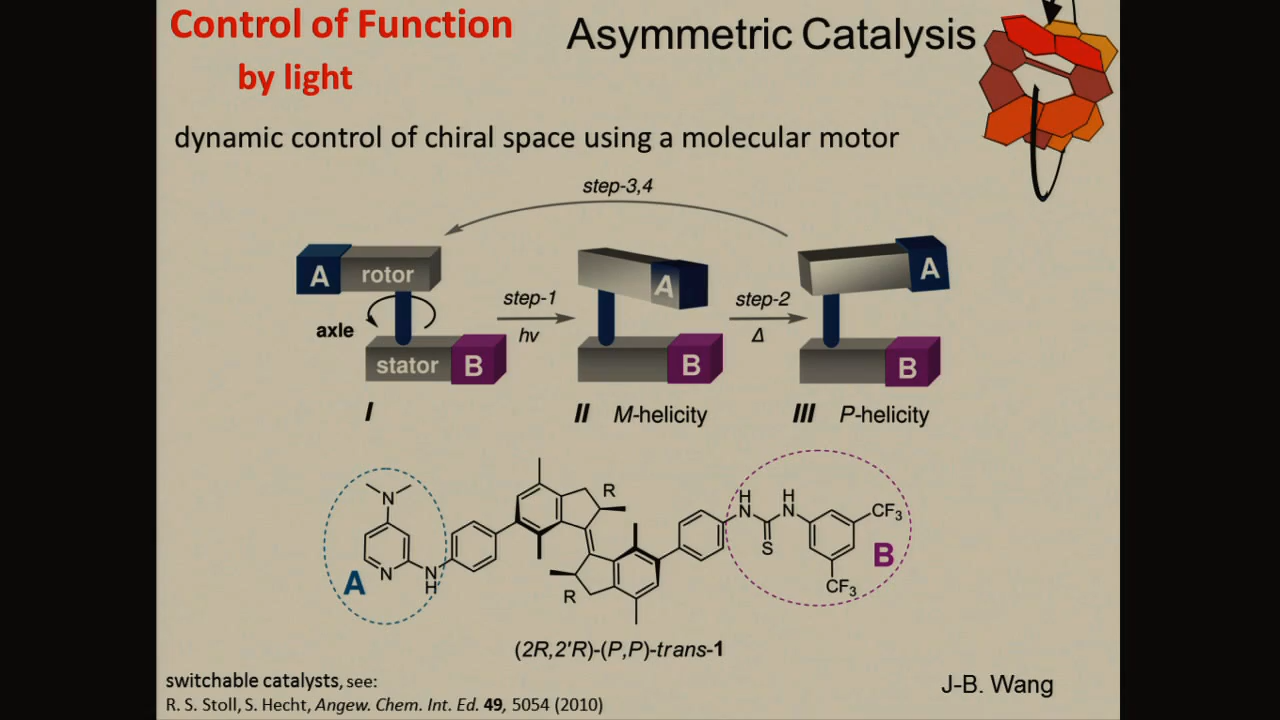 Control of Function
by light
Asymmetric Catalysis
dynamic control of chiral space using a molecular motor
step-3,4
A rotor
axle
stator B
I
step-1
hν
A
B
II M-helicity
step-2
Δ
A
B
III P-helicity
N
N
N
H
A
R
R
H
N
S
H
N
CF3
CF3
B
(2R,2'R)-(P,P)-trans-1
switchable catalysts, see:
R. S. Stoll, S. Hecht, Angew. Chem. Int. Ed. 49, 5054 (2010)
J-B. Wang